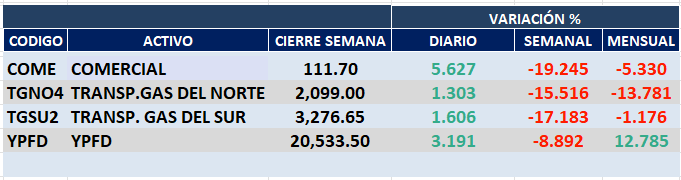 VARIACIÓN %
CODIGO ACTIVO CIERRE SEMANA DIARIO SEMANAL MENSUAL
COME COMERCIAL 111.70 5.627 -19.245 -5.330
TGNO4 TRANSP.GAS DEL NORTE 2,099.00 1.303 -15.516 -13.781
TGSU2 TRANSP. GAS DEL SUR 3,276.65 1.606 -17.183 -1.176
YPFD YPFD 20,533.50 3.191 -8.892 12.785